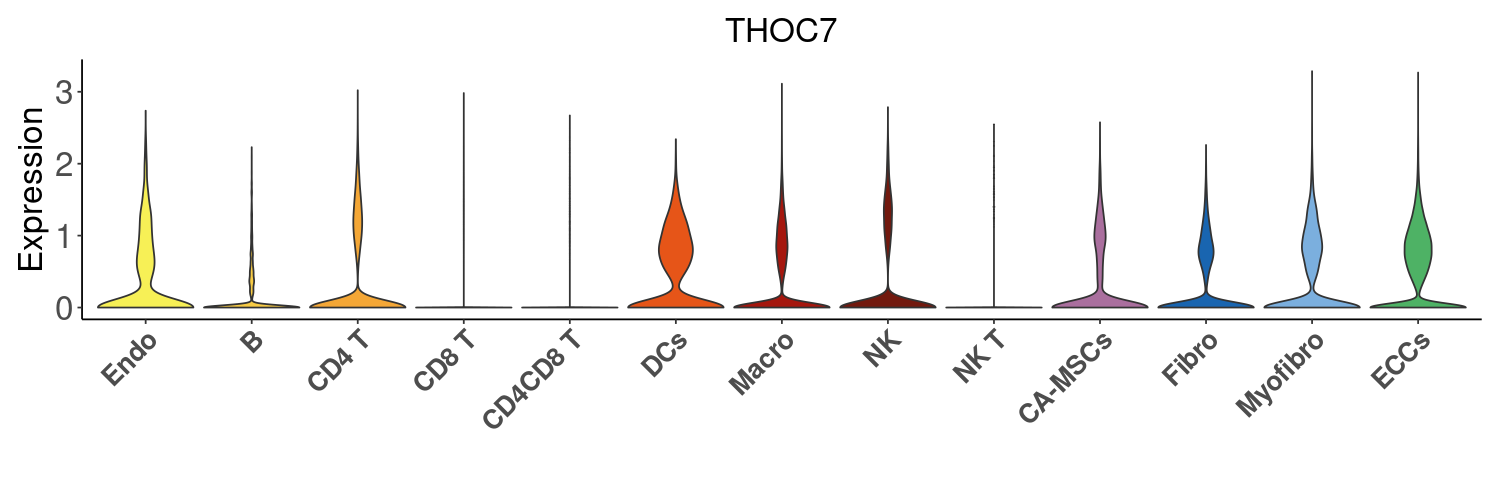 THOC7
Expression
3
2
1
0
Endo
B
CD4 T
CD8 T
CD4CD8 T
DCs
Macro
NK
NK T
CA-MSCs
Fibro
Myofibro
ECCs